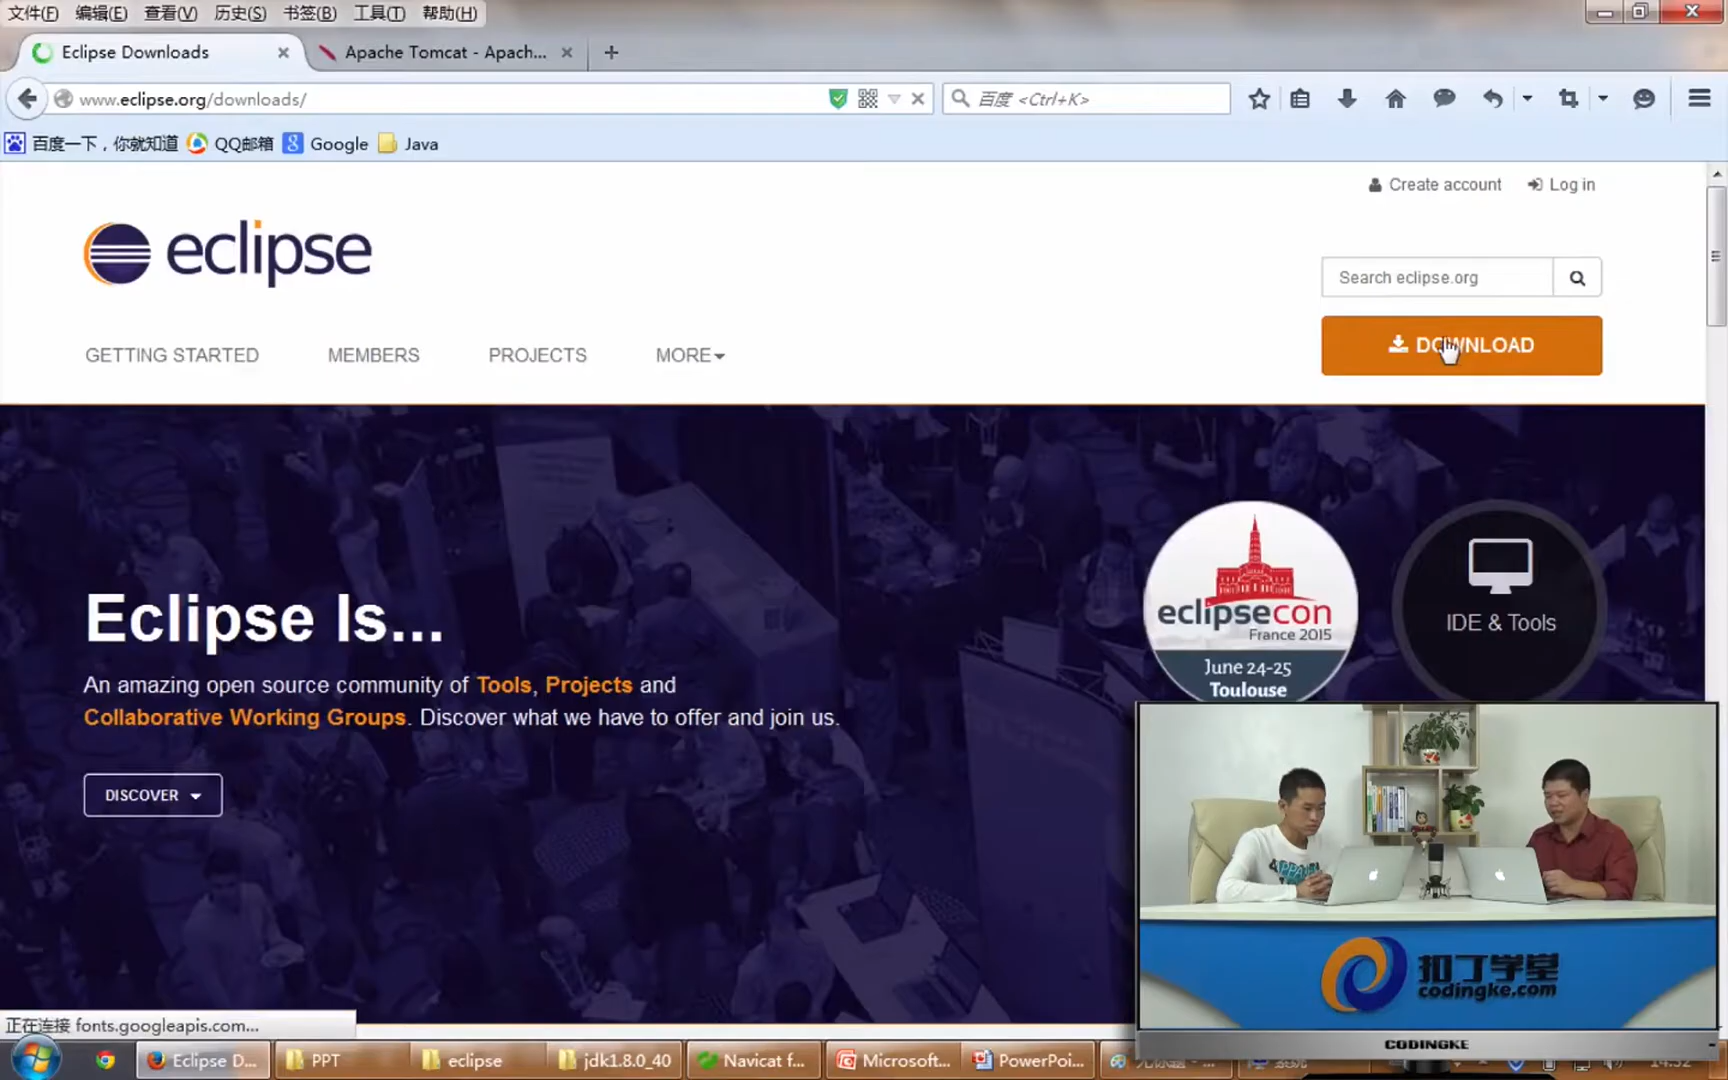 文件(F) 编辑(E) 查看(V) 历史(S) 书签(B) 工具(T) 帮助(H)
Eclipse Downloads
Apache Tomcat - Apach...
www.eclipse.org/downloads/
百度 <Ctrl+K>
百度一下，你就知道
QQ邮箱
Google
Java
Create account
Log in
eclipse
Search eclipse.org
DOWNLOAD
GETTING STARTED
MEMBERS
PROJECTS
MORE
Eclipse Is...
An amazing open source community of Tools, Projects and
Collaborative Working Groups. Discover what we have to offer and join us.
DISCOVER
eclipsecon
France 2015
June 24-25
Toulouse
IDE & Tools
扣丁学堂
codingke.com
CODINGKE
正在连接 fonts.googleapis.com...
Eclipse D...
PPT
eclipse
jdk1.8.0_40
Navicat f...
Microsoft...
PowerPoi...